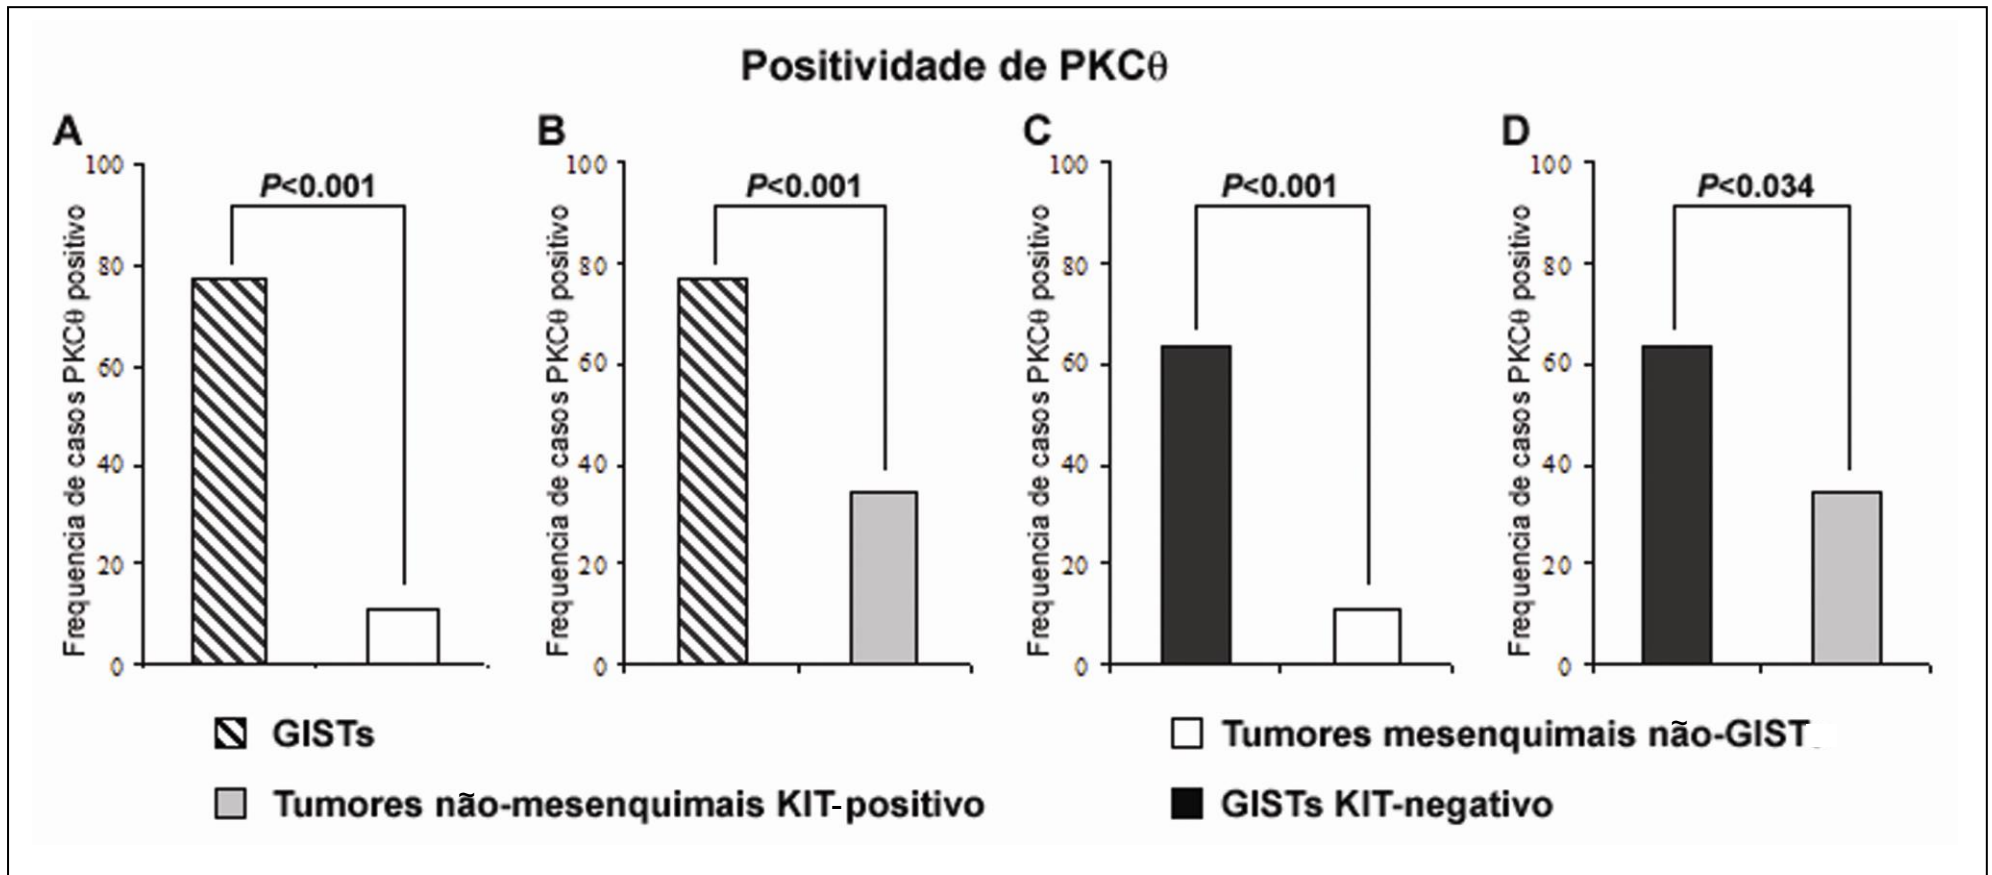 Positividade de PKCθ
A
100
80
60
40
20
0
Frequencia de casos PKCθ positivo
P<0.001
B
100
80
60
40
20
0
Frequencia de casos PKCθ positivo
P<0.001
C
100
80
60
40
20
0
Frequencia de casos PKCθ positivo
P<0.001
D
100
80
60
40
20
0
Frequencia de casos PKCθ positivo
P<0.034
GISTs
Tumores não-mesenquimais KIT-positivo
Tumores mesenquimais não-GIST
GISTs KIT-negativo